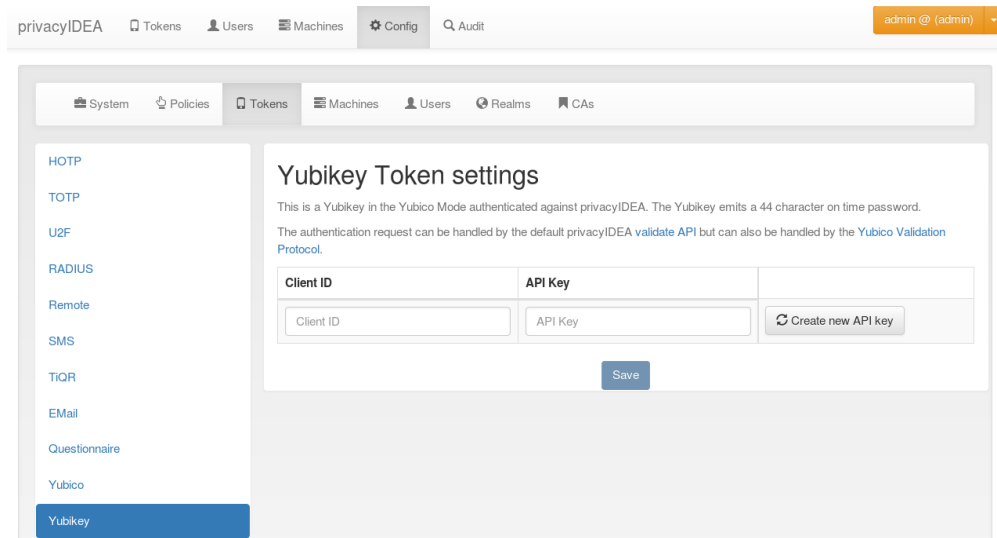 privacyIDEA Tokens Users Machines Config Audit admin @ (admin)
System Policies Tokens Machines Users Realms CAs
HOTP
TOTP
U2F
RADIUS
Remote
SMS
TiQR
EMail
Questionnaire
Yubico
Yubikey
Yubikey Token settings
This is a Yubikey in the Yubico Mode authenticated against privacyIDEA. The Yubikey emits a 44 character on time password.
The authentication request can be handled by the default privacyIDEA validate API but can also be handled by the Yubico Validation
Protocol.
Client ID API Key
Client ID API Key Create new API key
Save